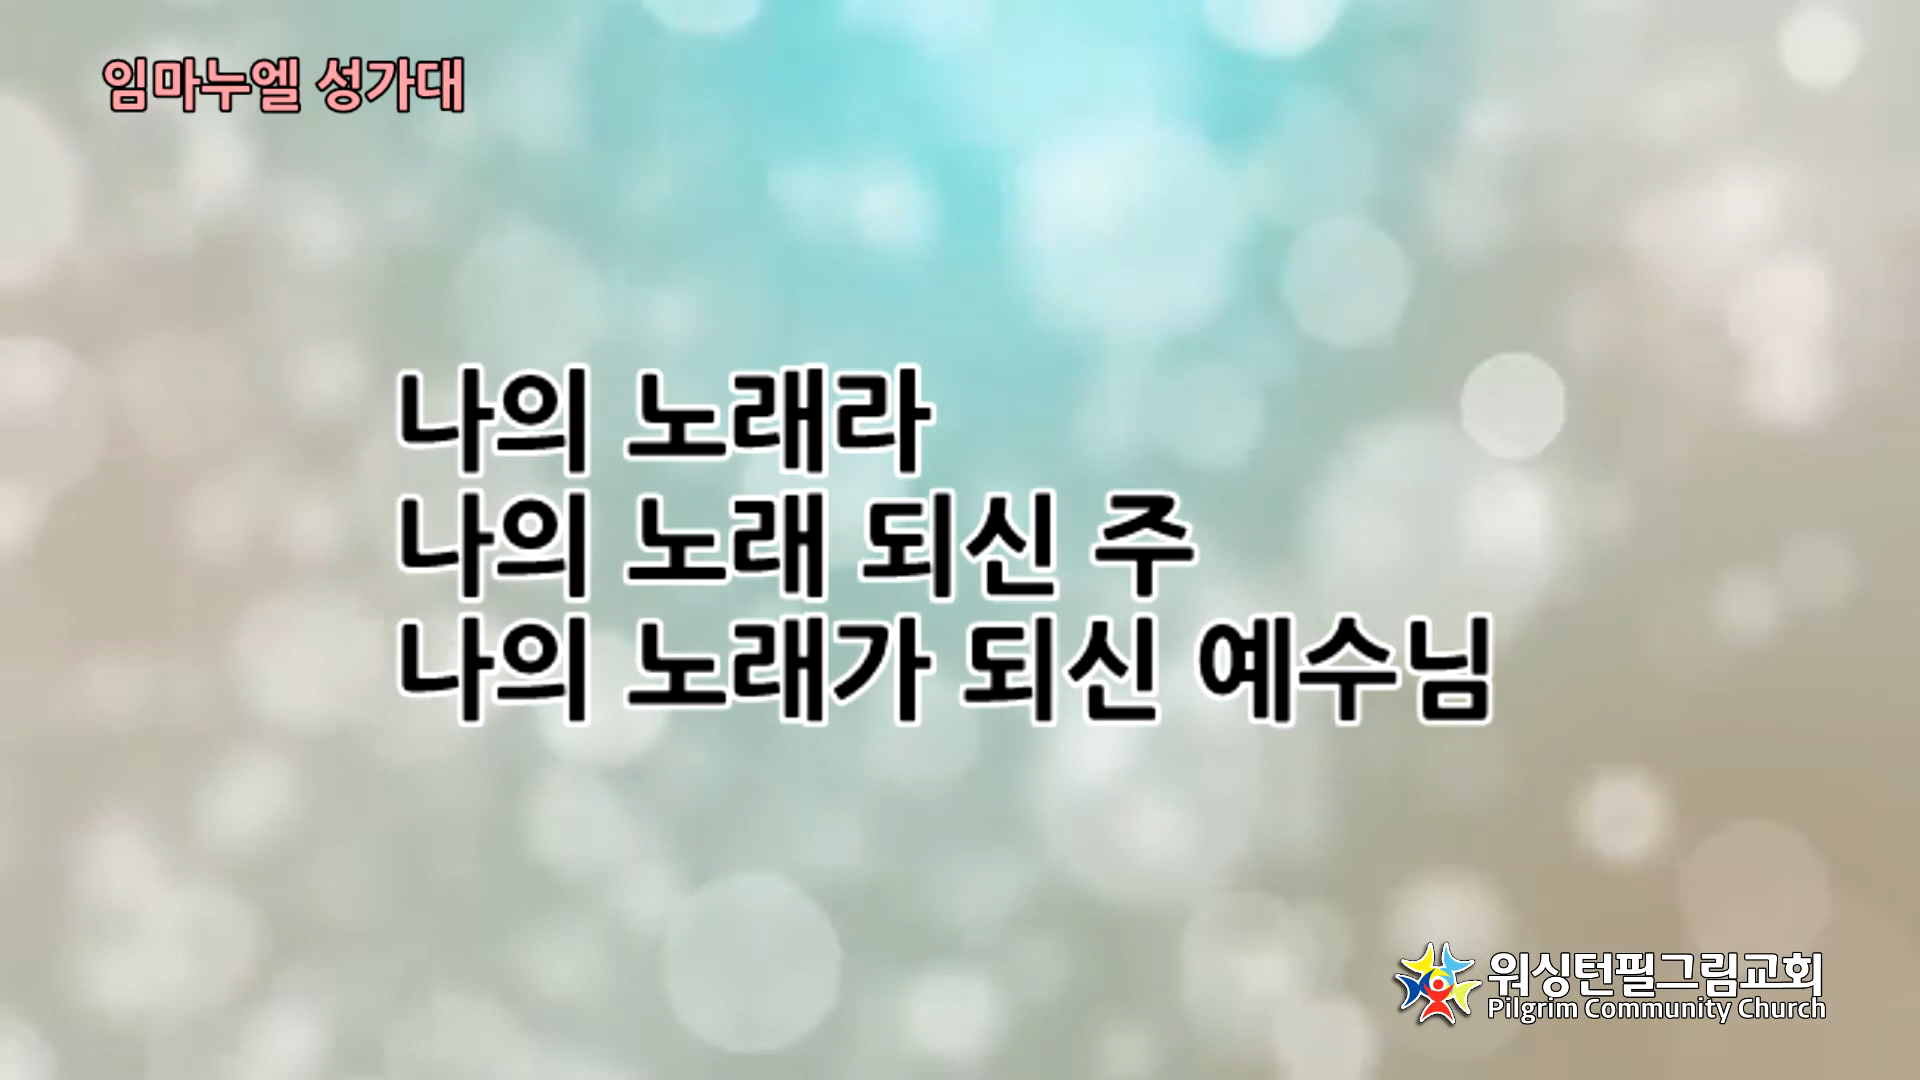 임마누엘 성가대
나의 노래라
나의 노래 되신 주
나의 노래가 되신 예수님
워싱턴필그림교회
Pilgrim Community Church